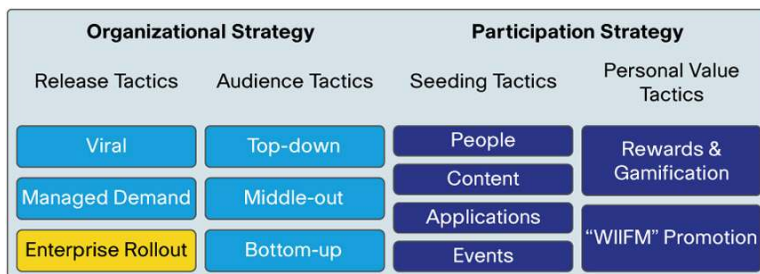 Organizational Strategy
Participation Strategy
Release Tactics
Audience Tactics
Seeding Tactics
Personal Value
Tactics
Viral
Managed Demand
Enterprise Rollout
Top-down
Middle-out
Bottom-up
People
Content
Applications
Events
Rewards &
Gamification
“WIIFM” Promotion